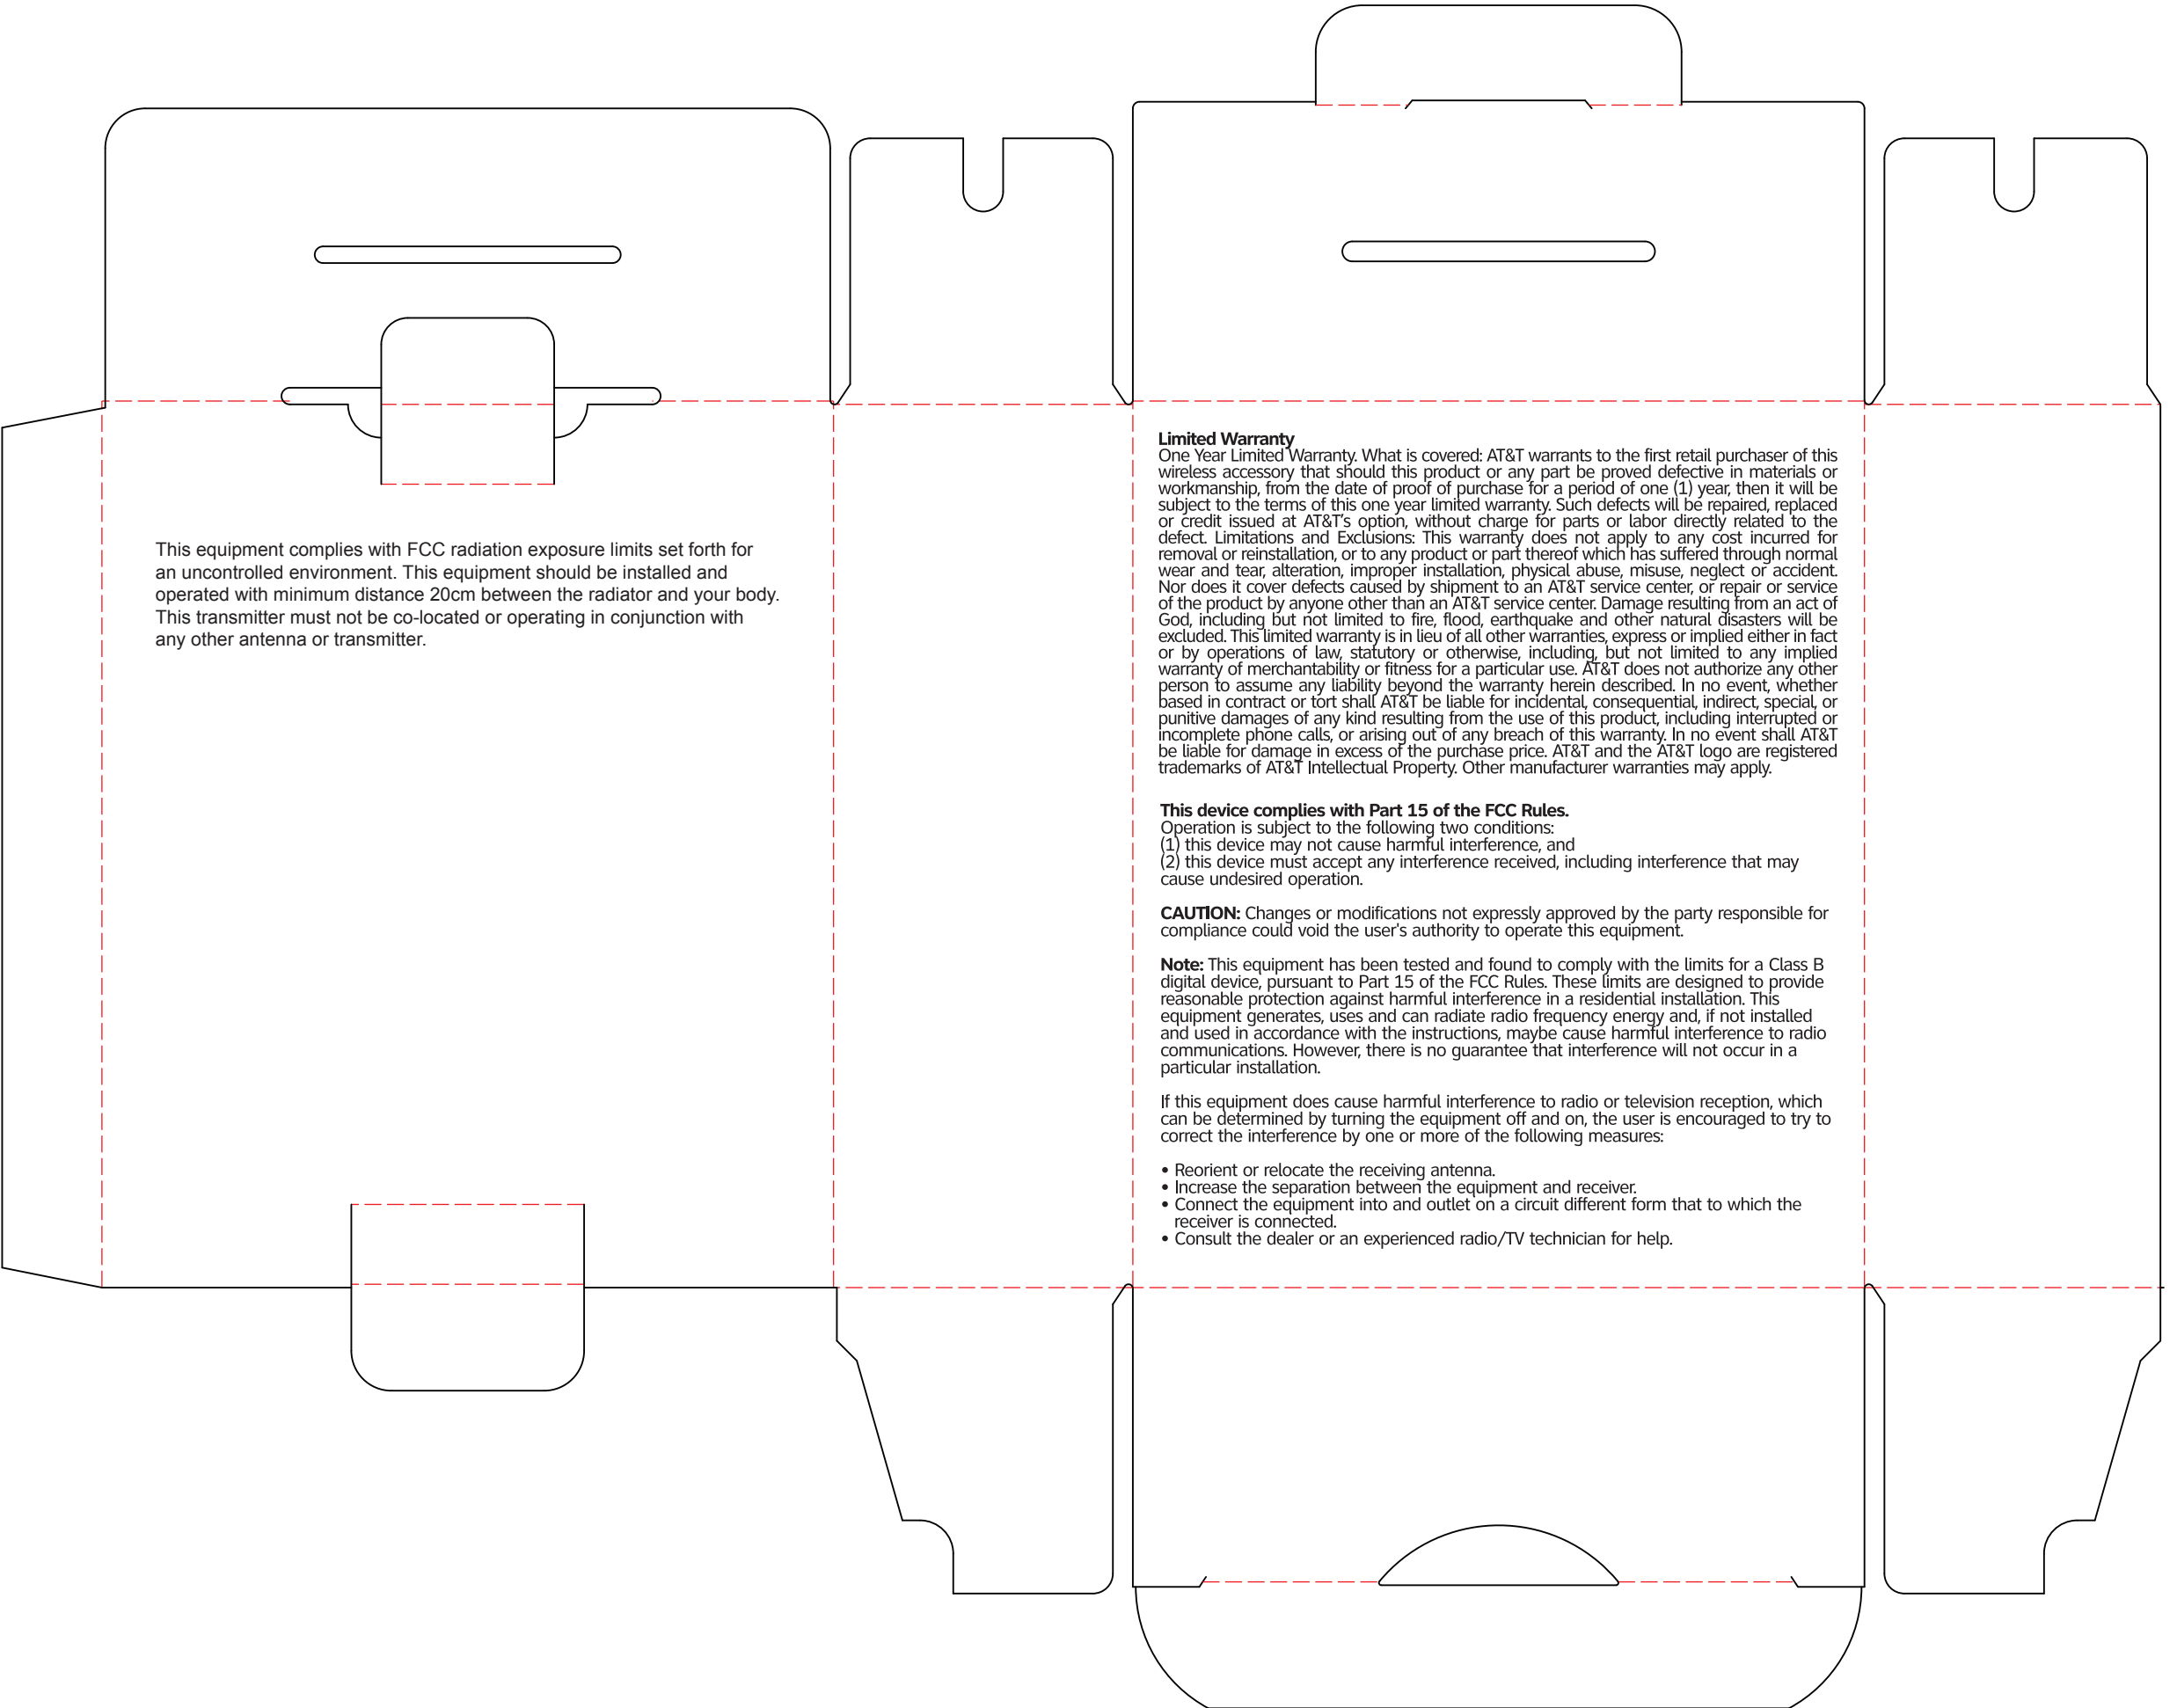 This equipment complies with FCC radiation exposure limits set forth for
an uncontrolled environment. This equipment should be installed and
operated with minimum distance 20cm between the radiator and your body.
This transmitter must not be co-located or operating in conjunction with
any other antenna or transmitter.
Limited Warranty
One Year Limited Warranty. What is covered: AT&T warrants to the first retail purchaser of this
wireless accessory that should this product or any part be proved defective in materials or
workmanship, from the date of proof of purchase for a period of one (1) year, then it will be
subject to the terms of this one year limited warranty. Such defects will be repaired, replaced
or credit issued at AT&T's option, without charge for parts or labor directly related to the
defect. Limitations and Exclusions: This warranty does not apply to any cost incurred for
removal or reinstallation, or to any product or part thereof which has suffered through normal
wear and tear, alteration, improper installation, physical abuse, misuse, neglect or accident.
Nor does it cover defects caused by shipment to an AT&T service center, or repair or service
of the product by anyone other than an AT&T service center. Damage resulting from an act of
God, including but not limited to fire, flood, earthquake and other natural disasters will be
excluded. This limited warranty is in lieu of all other warranties, express or implied either in fact
or by operations of law, statutory or otherwise, including, but not limited to any implied
warranty of merchantability or fitness for a particular use. AT&T does not authorize any other
person to assume any liability beyond the warranty herein described. In no event, whether
based in contract or tort shall AT&T be liable for incidental, consequential, indirect, special, or
punitive damages of any kind resulting from the use of this product, including interrupted or
incomplete phone calls, or arising out of any breach of this warranty. In no event shall AT&T
be liable for damage in excess of the purchase price. AT&T and the AT&T logo are registered
trademarks of AT&T Intellectual Property. Other manufacturer warranties may apply.
This device complies with Part 15 of the FCC Rules.
Operation is subject to the following two conditions:
(1) this device may not cause harmful interference, and
(2) this device must accept any interference received, including interference that may
cause undesired operation.
CAUTION: Changes or modifications not expressly approved by the party responsible for
compliance could void the user's authority to operate this equipment.
Note: This equipment has been tested and found to comply with the limits for a Class B
digital device, pursuant to Part 15 of the FCC Rules. These limits are designed to provide
reasonable protection against harmful interference in a residential installation. This
equipment generates, uses and can radiate radio frequency energy and, if not installed
and used in accordance with the instructions, maybe cause harmful interference to radio
communications. However, there is no guarantee that interference will not occur in a
particular installation.
If this equipment does cause harmful interference to radio or television reception, which
can be determined by turning the equipment off and on, the user is encouraged to try to
correct the interference by one or more of the following measures:
• Reorient or relocate the receiving antenna.
• Increase the separation between the equipment and receiver.
• Connect the equipment into and outlet on a circuit different form that to which the
receiver is connected.
• Consult the dealer or an experienced radio/TV technician for help.